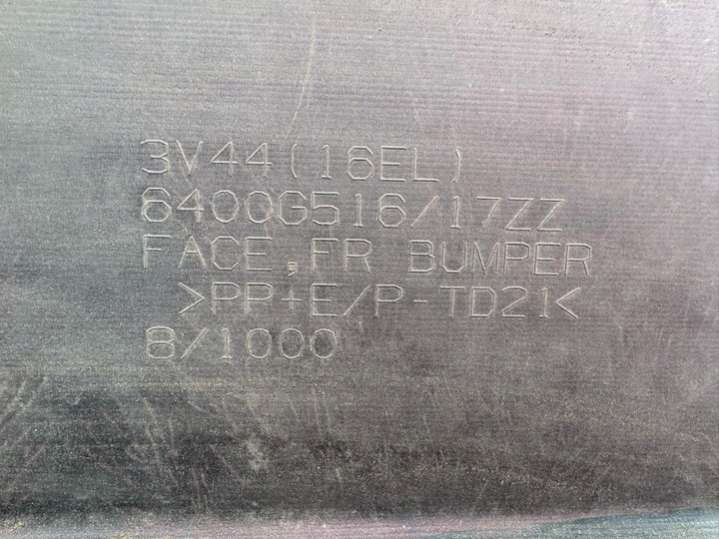 3V44(16EL)
6400G516/17ZZ
FACE,FR BUMPER
>PP+E/P-TD21<
8/1000